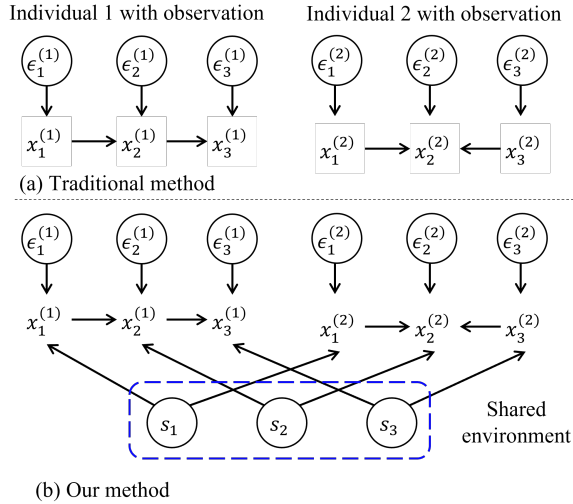 Individual 1 with observation Individual 2 with observation
ϵ₁⁽¹⁾ ϵ₂⁽¹⁾ ϵ₃⁽¹⁾ ϵ₁⁽²⁾ ϵ₂⁽²⁾ ϵ₃⁽²⁾
x₁⁽¹⁾ x₂⁽¹⁾ x₃⁽¹⁾ x₁⁽²⁾ x₂⁽²⁾ x₃⁽²⁾
(a) Traditional method
ϵ₁⁽¹⁾ ϵ₂⁽¹⁾ ϵ₃⁽¹⁾ ϵ₁⁽²⁾ ϵ₂⁽²⁾ ϵ₃⁽²⁾
x₁⁽¹⁾ x₂⁽¹⁾ x₃⁽¹⁾ x₁⁽²⁾ x₂⁽²⁾ x₃⁽²⁾
s₁ s₂ s₃
Shared
environment
(b) Our method